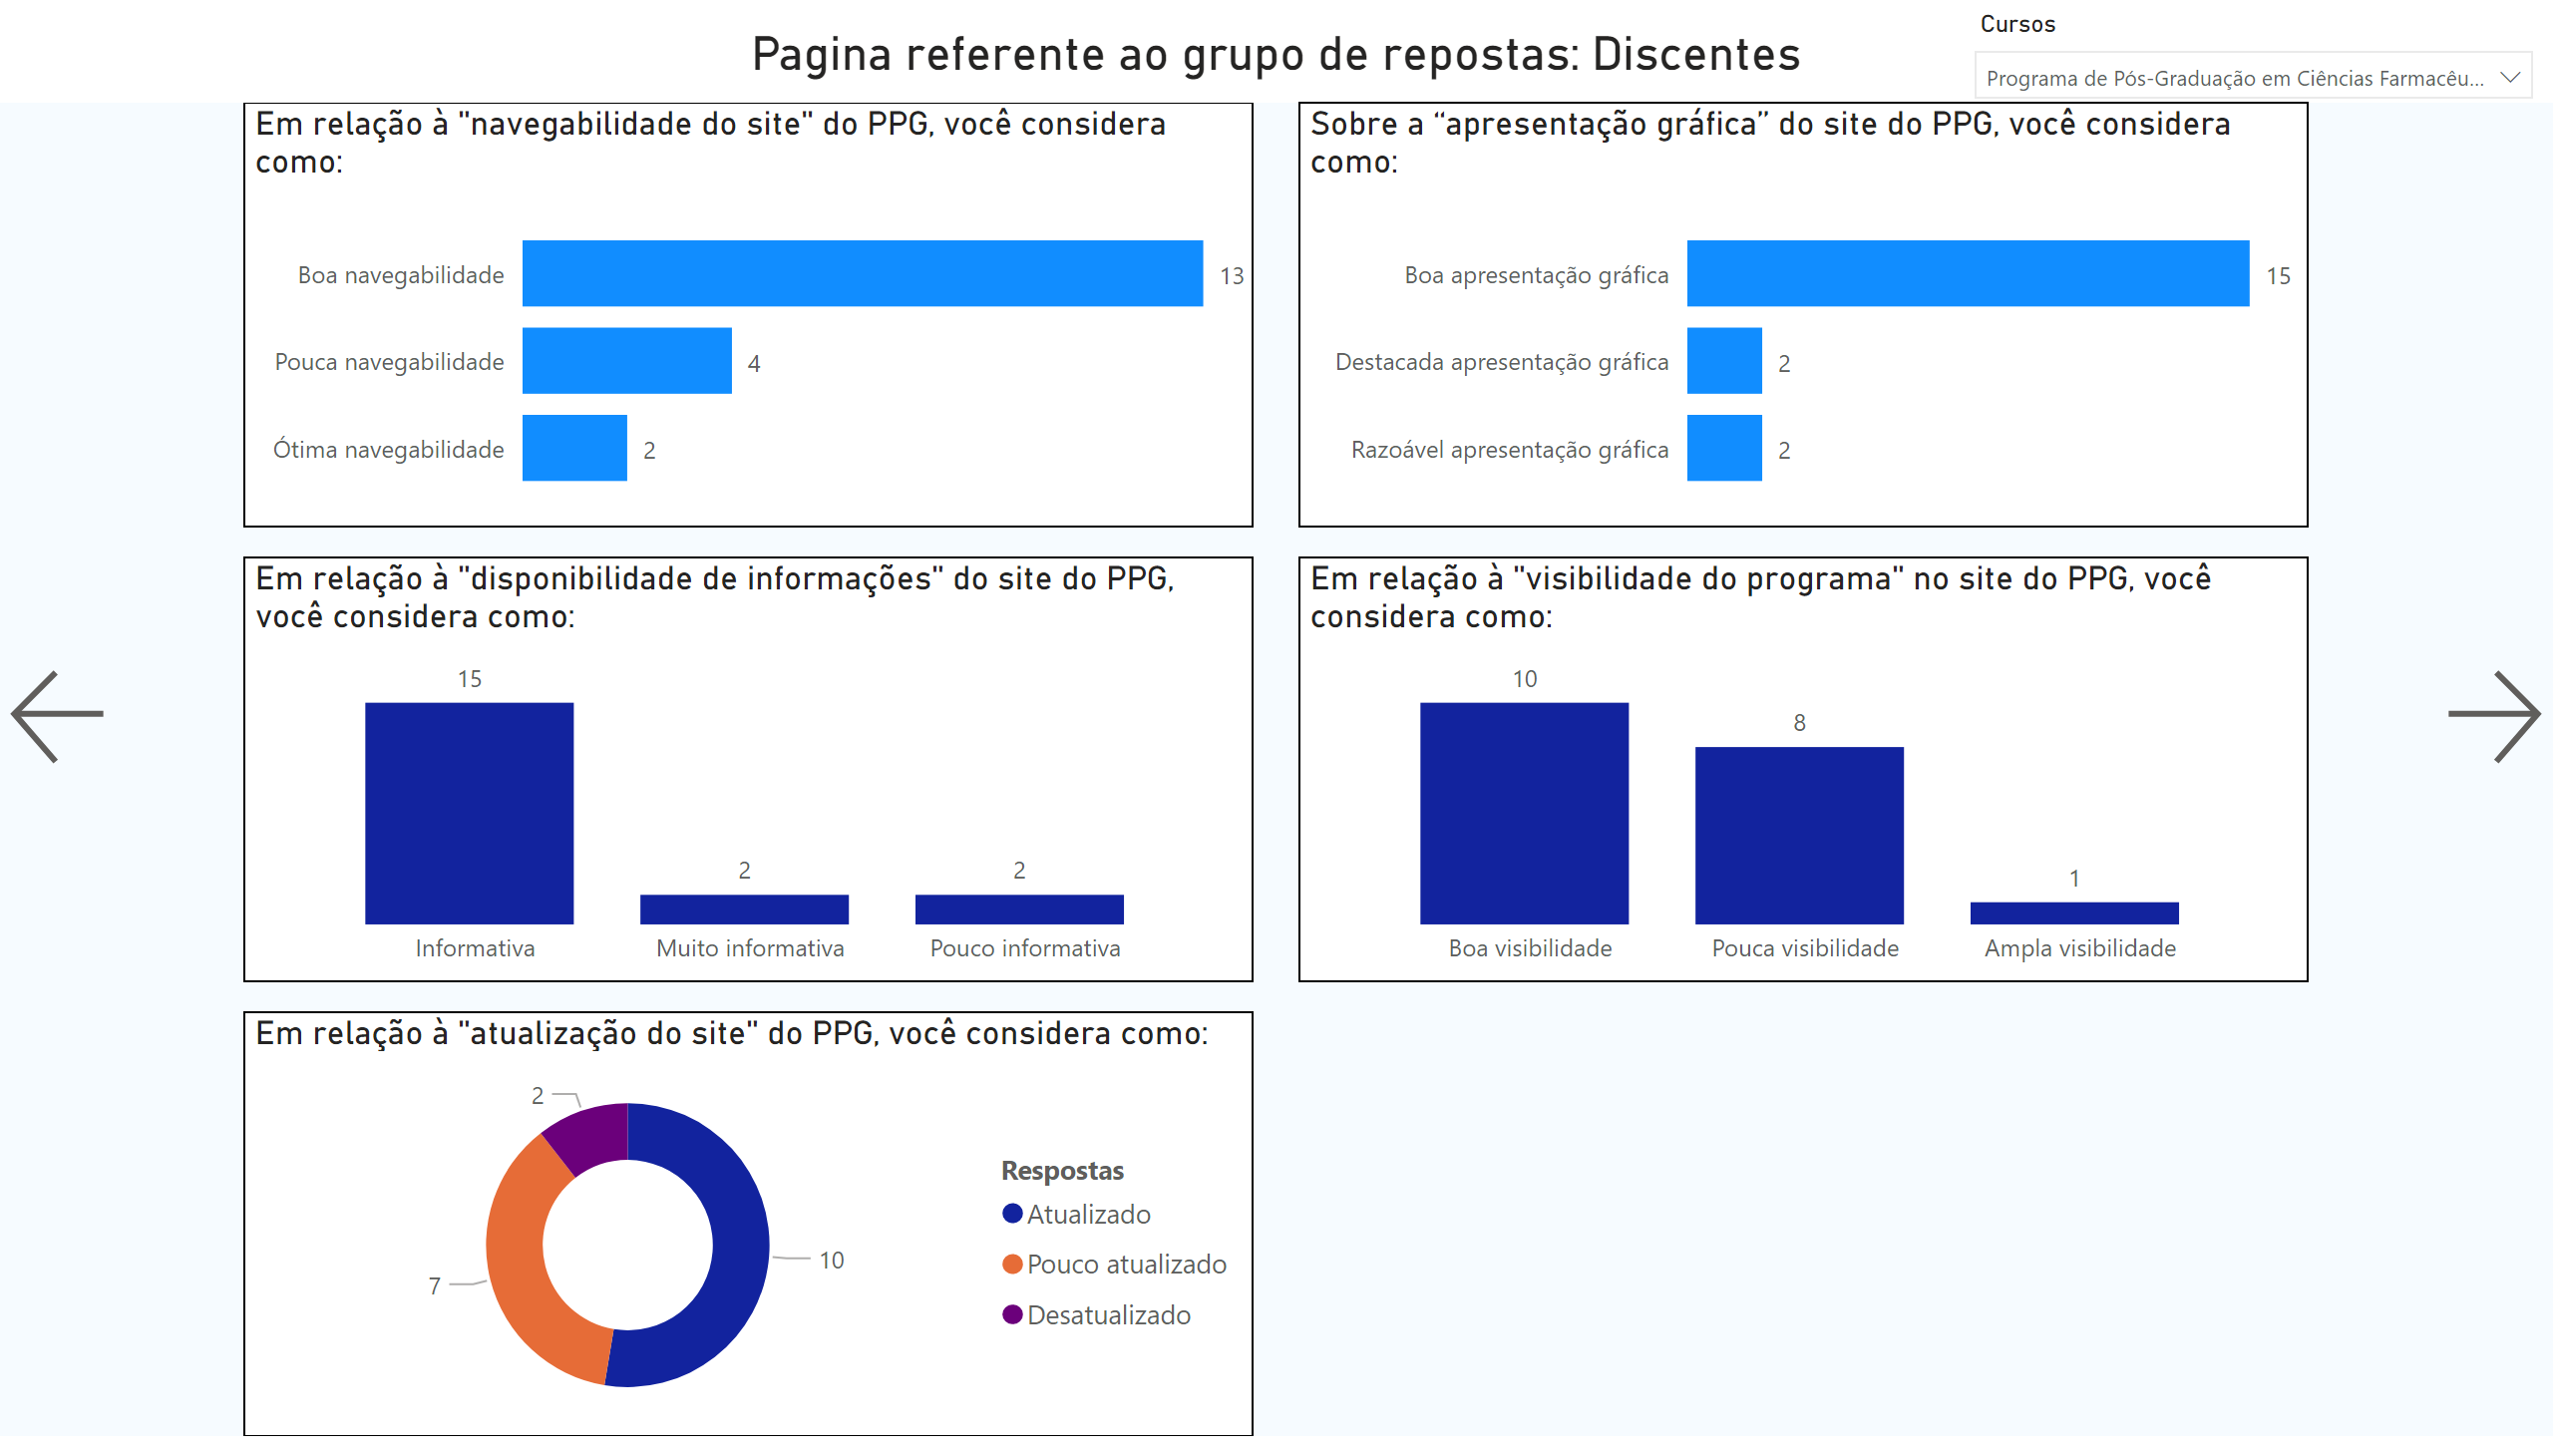 Pagina referente ao grupo de repostas: Discentes
Cursos
Programa de Pós-Graduação em Ciências Farmacêu...
Em relação à "navegabilidade do site" do PPG, você considera
como:
Boa navegabilidade 13
Pouca navegabilidade 4
Ótima navegabilidade 2
Sobre a “apresentação gráfica” do site do PPG, você considera
como:
Boa apresentação gráfica 15
Destacada apresentação gráfica 2
Razoável apresentação gráfica 2
Em relação à "disponibilidade de informações" do site do PPG,
você considera como:
15
2 2
Informativa Muito informativa Pouco informativa
Em relação à "visibilidade do programa" no site do PPG, você
considera como:
10
8
1
Boa visibilidade Pouca visibilidade Ampla visibilidade
Em relação à "atualização do site" do PPG, você considera como:
2
10
7
Respostas
Atualizado
Pouco atualizado
Desatualizado